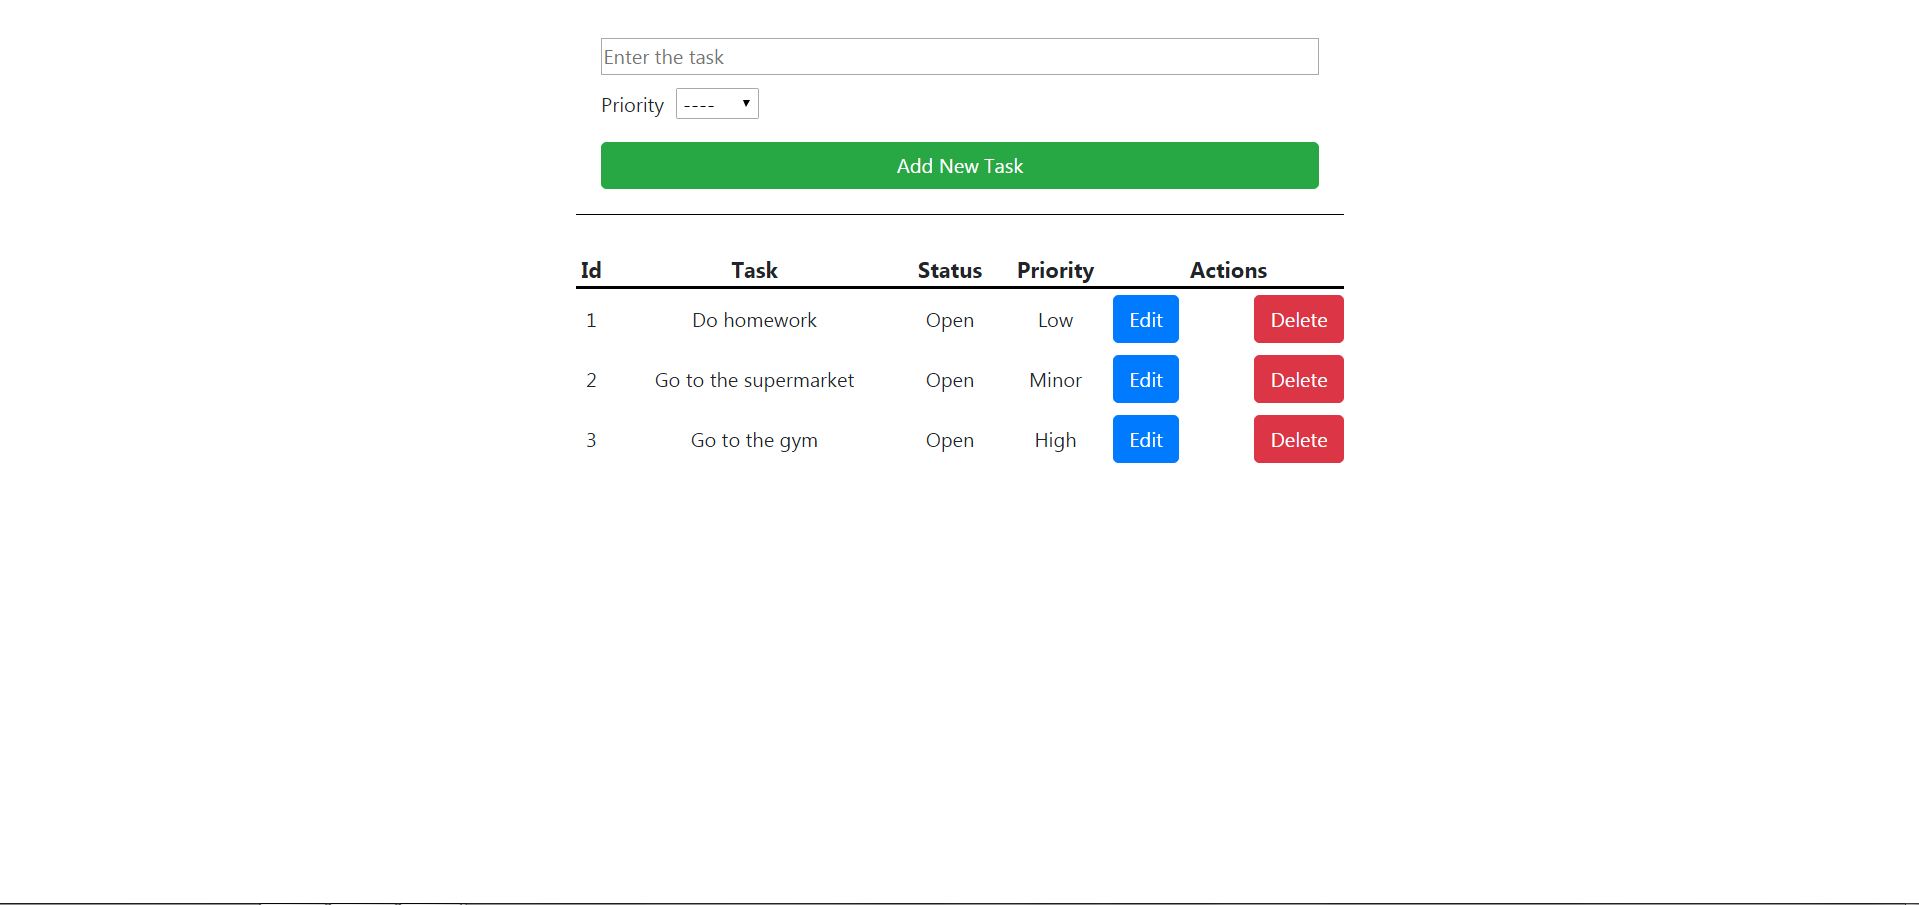 Enter the task
Priority ----
Add New Task
Id Task Status Priority Actions
1 Do homework Open Low Edit Delete
2 Go to the supermarket Open Minor Edit Delete
3 Go to the gym Open High Edit Delete